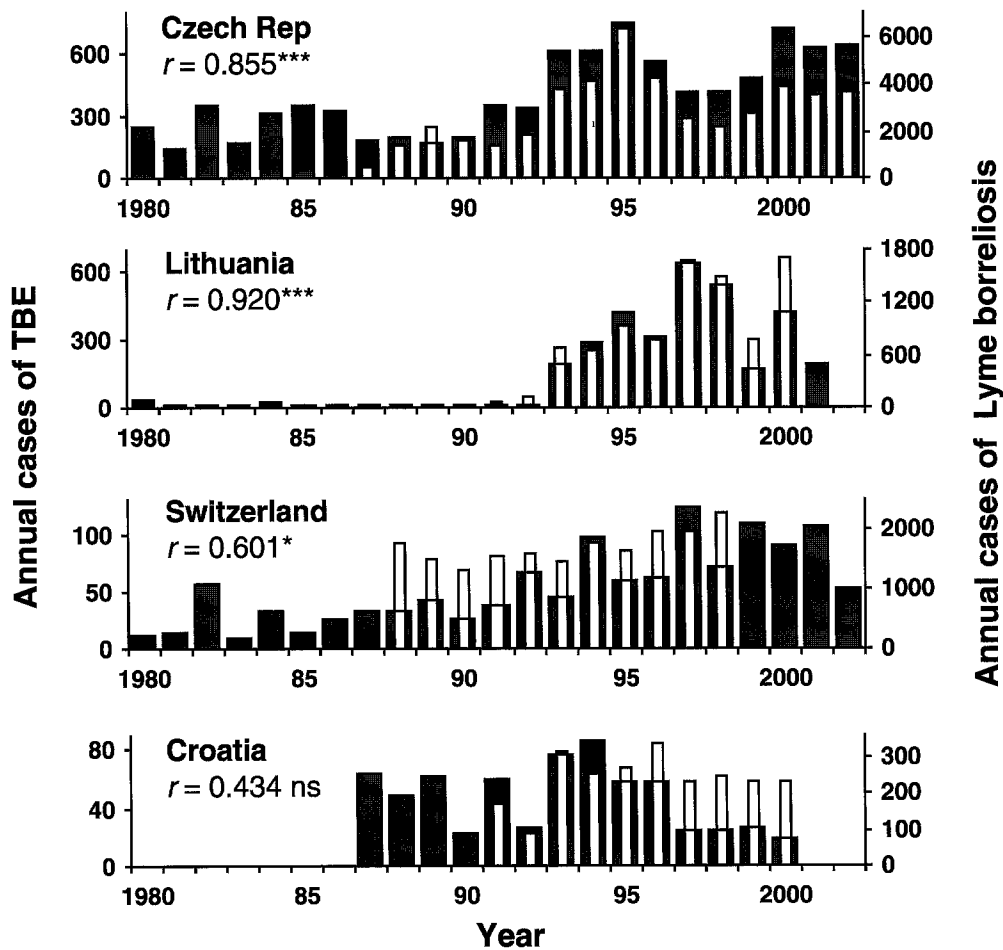 Czech Rep
r = 0.855***
600
300
0
6000
4000
2000
0
1980 85 90 95 2000
Lithuania
r = 0.920***
600
300
0
1800
1200
600
0
1980 85 90 95 2000
Switzerland
r = 0.601*
100
50
0
2000
1000
0
1980 85 90 95 2000
Croatia
r = 0.434 ns
80
40
0
300
200
100
0
1980 85 90 95 2000
Year
Annual cases of TBE
Annual cases of Lyme borreliosis